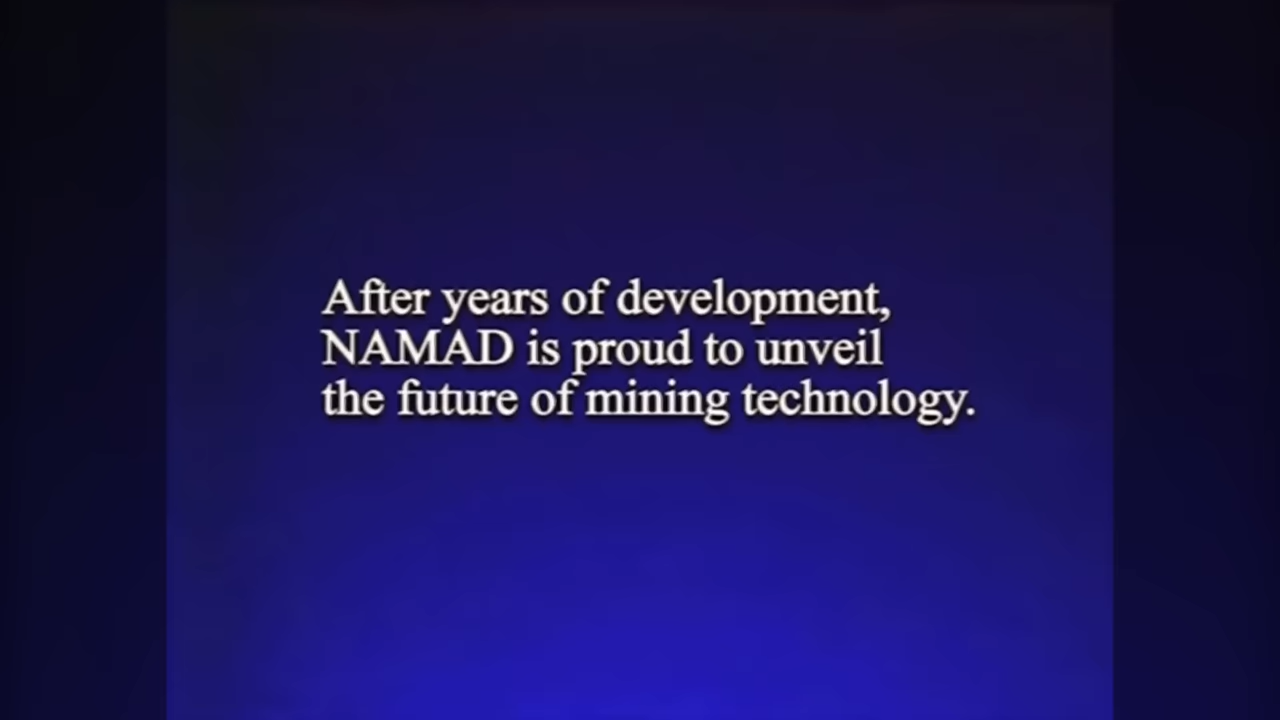 After years of development,
NAMAD is proud to unveil
the future of mining technology.